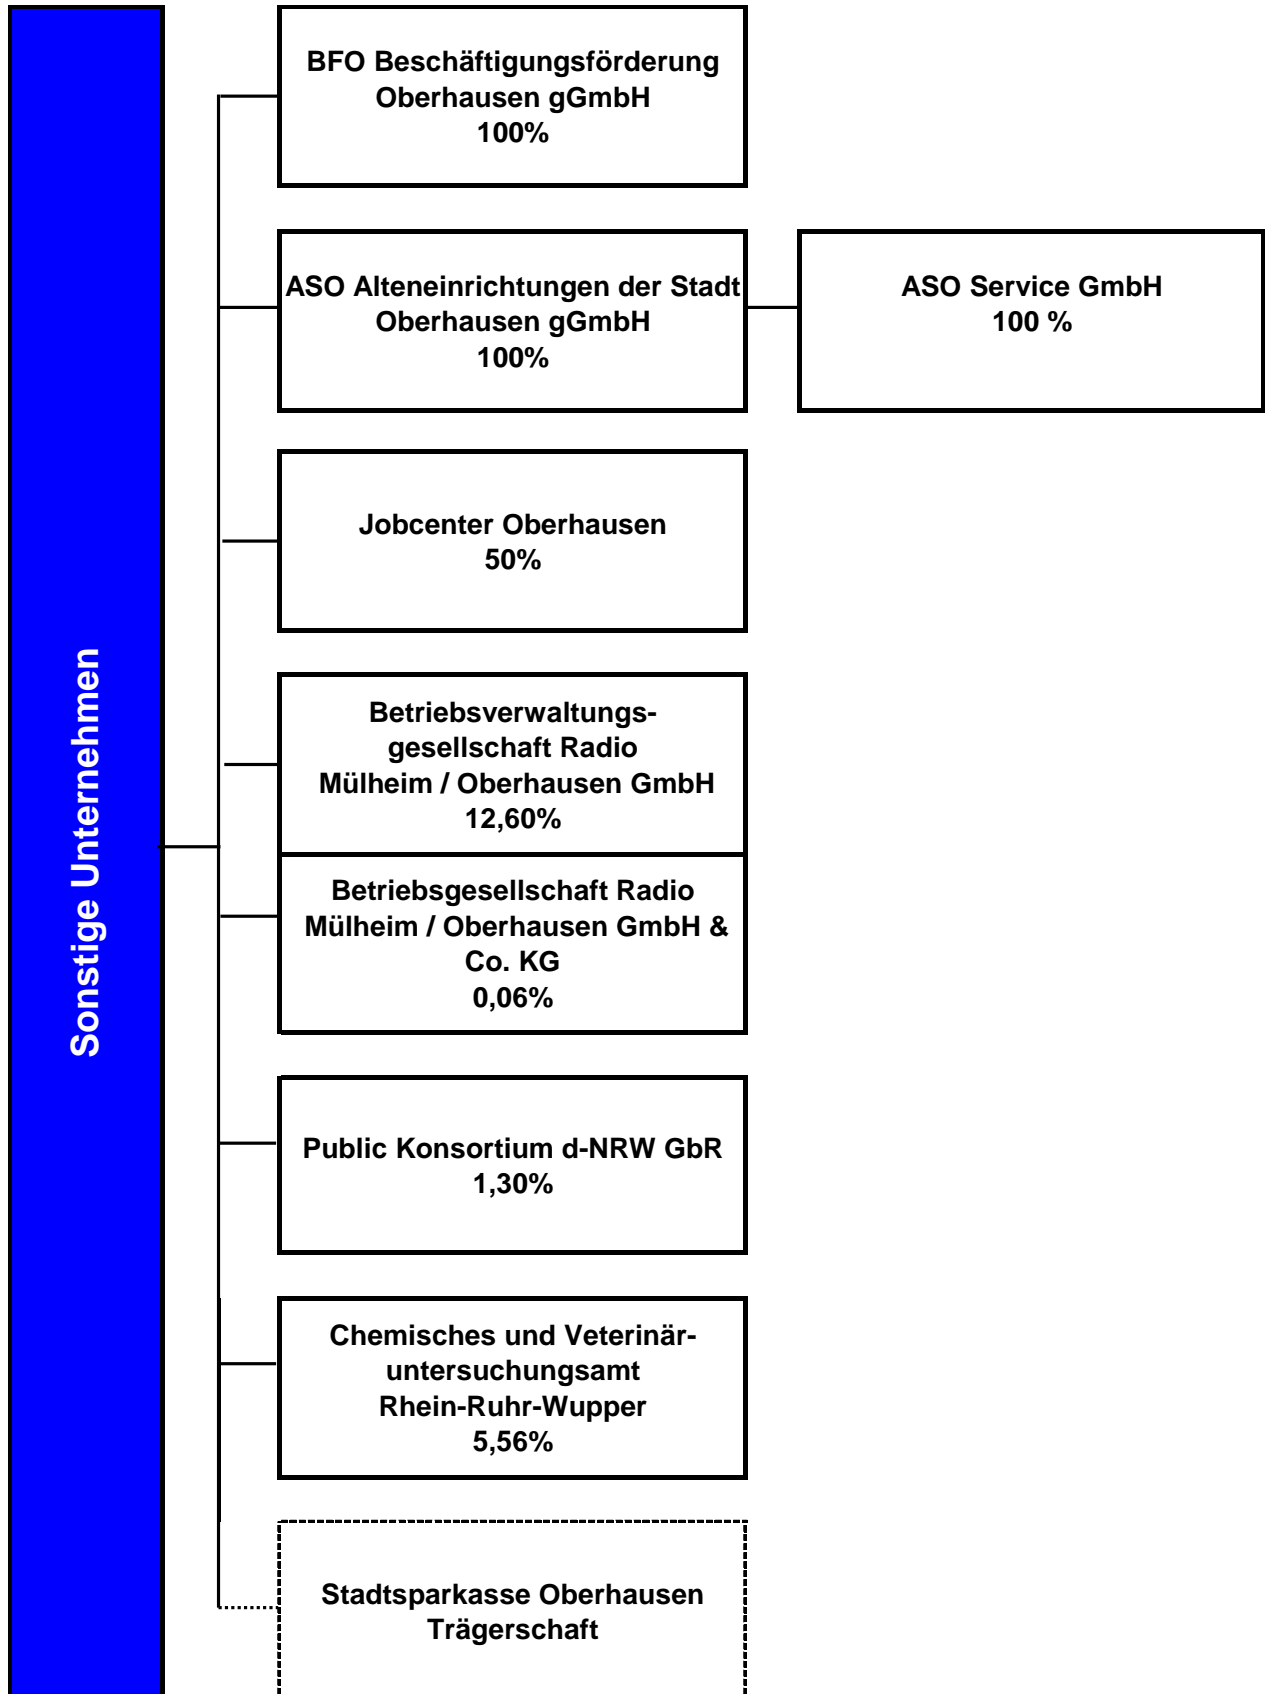 Sonstige Unternehmen
BFO Beschäftigungsförderung
Oberhausen gGmbH
100%
ASO Alteneinrichtungen der Stadt
Oberhausen gGmbH
100%
ASO Service GmbH
100 %
Jobcenter Oberhausen
50%
Betriebsverwaltungs-
gesellschaft Radio
Mülheim / Oberhausen GmbH
12,60%
Betriebsgesellschaft Radio
Mülheim / Oberhausen GmbH &
Co. KG
0,06%
Public Konsortium d-NRW GbR
1,30%
Chemisches und Veterinär-
untersuchungsamt
Rhein-Ruhr-Wupper
5,56%
Stadtsparkasse Oberhausen
Trägerschaft